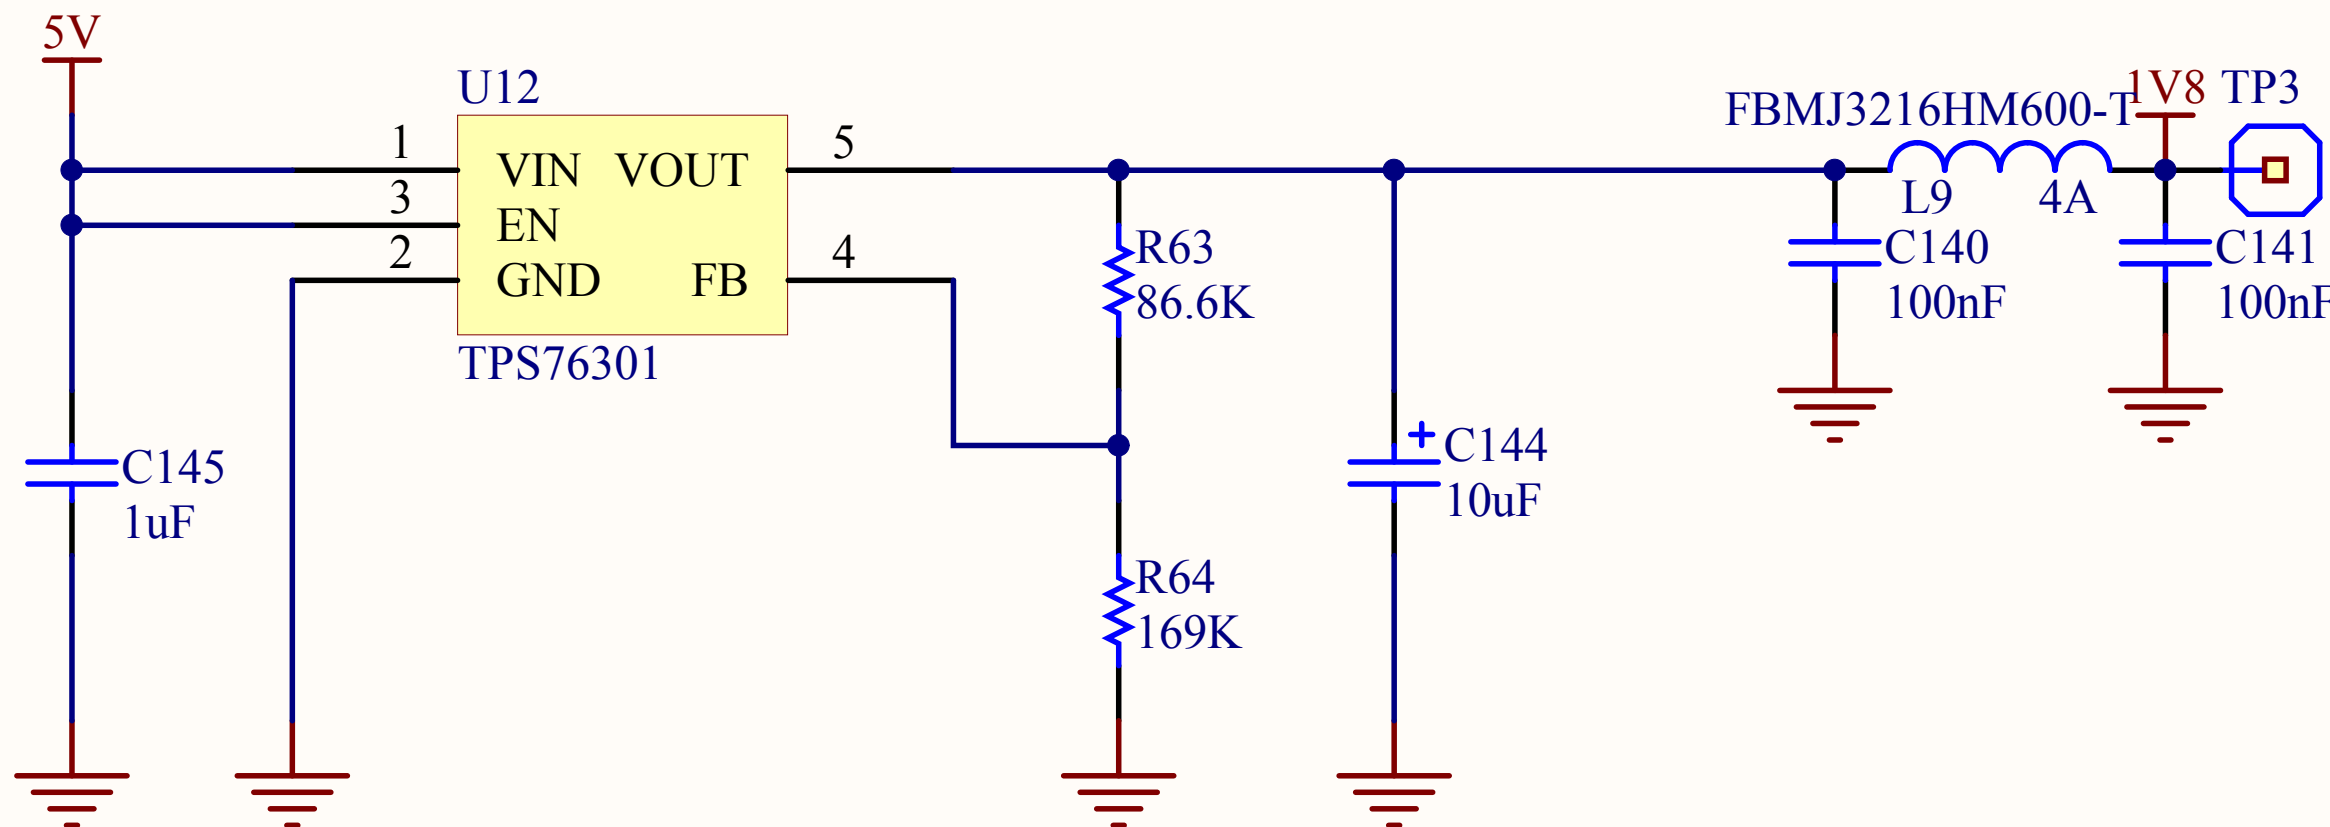 5V
U12
1
VIN
VOUT
5
3
EN
2
GND
FB
4
TPS76301
C145
1uF
R63
86.6K
R64
169K
C144
10uF
FBMJ3216HM600-T
1V8
TP3
L9
4A
C140
100nF
C141
100nF